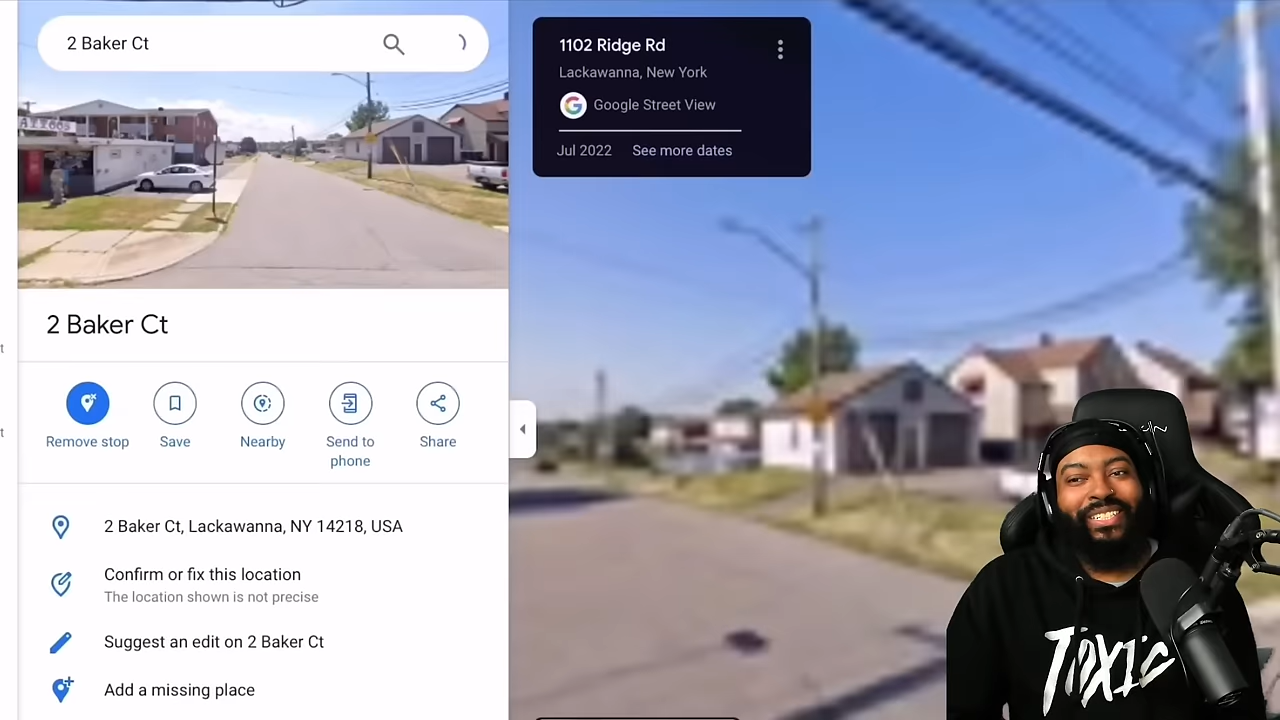 2 Baker Ct
2 Baker Ct
Remove stop
Save
Nearby
Send to
phone
Share
2 Baker Ct, Lackawanna, NY 14218, USA
Confirm or fix this location
The location shown is not precise
Suggest an edit on 2 Baker Ct
Add a missing place
1102 Ridge Rd
Lackawanna, New York
Google Street View
Jul 2022
See more dates
TOXIC